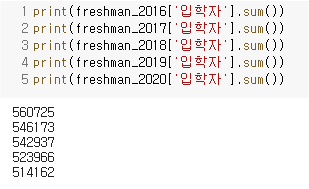 1 print(freshman_2016['입학자'].sum())
2 print(freshman_2017['입학자'].sum())
3 print(freshman_2018['입학자'].sum())
4 print(freshman_2019['입학자'].sum())
5 print(freshman_2020['입학자'].sum())
560725
546173
542937
523966
514162